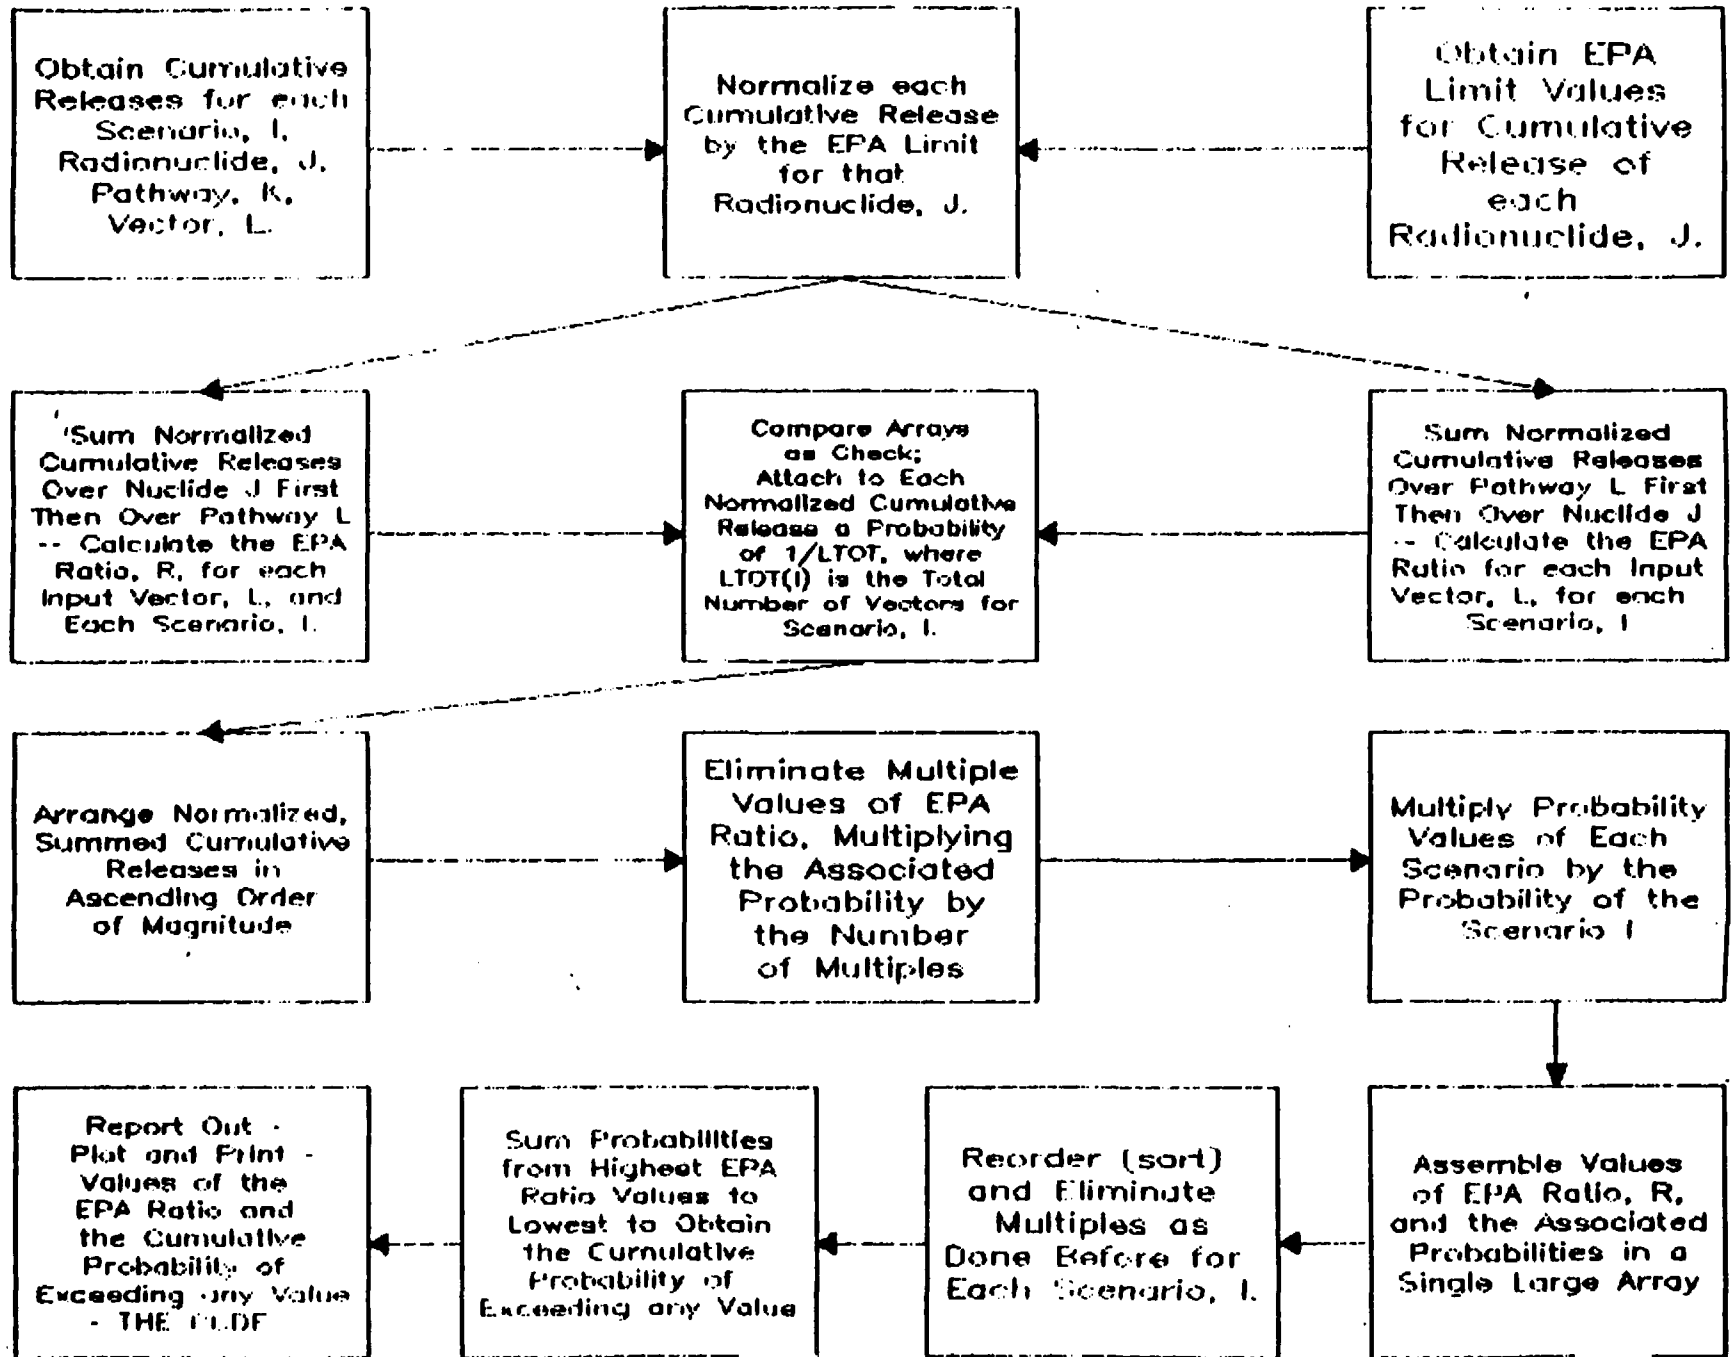 Obtain Cumulative
Releases for each
Scenario, I,
Radionuclide, J,
Pathway, K,
Vector, L.
Normalize each
Cumulative Release
by the EPA Limit
for that
Radionuclide, J.
Obtain EPA
Limit Values
for Cumulative
Release of
each
Radionuclide, J.
Sum Normalized
Cumulative Releases
Over Nuclide J First
Then Over Pathway L
-- Calculate the EPA
Ratio, R, for each
Input Vector, L, and
Each Scenario, I.
Compare Arrays
as Check;
Attach to Each
Normalized Cumulative
Release a Probability
of 1/LTOT, where
LTOT(I) is the Total
Number of Vectors for
Scenario, I.
Sum Normalized
Cumulative Releases
Over Pathway L First
Then Over Nuclide J
-- Calculate the EPA
Ratio for each Input
Vector, L, for each
Scenario, I
Arrange Normalized,
Summed Cumulative
Releases in
Ascending Order
of Magnitude
Eliminate Multiple
Values of EPA
Ratio, Multiplying
the Associated
Probability by
the Number
of Multiples
Multiply Probability
Values of Each
Scenario by the
Probability of the
Scenario I
Report Out -
Plot and Print -
Values of the
EPA Ratio and
the Cumulative
Probability of
Exceeding any Value
- THE CCDF
Sum Probabilities
from Highest EPA
Ratio Values to
Lowest to Obtain
the Cumulative
Probability of
Exceeding any Value
Reorder (sort)
and Eliminate
Multiples as
Done Before for
Each Scenario, I.
Assemble Values
of EPA Ratio, R,
and the Associated
Probabilities in a
Single Large Array